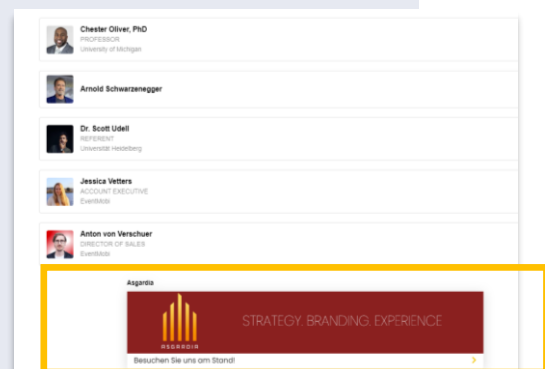 Chester Oliver, PhD
PROFESSOR
University of Michigan
Arnold Schwarzenegger
Dr. Scott Udell
REFERENT
Universität Heidelberg
Jessica Vetters
ACCOUNT EXECUTIVE
EventMobi
Anton von Verschuer
DIRECTOR OF SALES
EventMobi
Asgardia
STRATEGY. BRANDING. EXPERIENCE
ASGARDIA
Besuchen Sie uns am Stand!